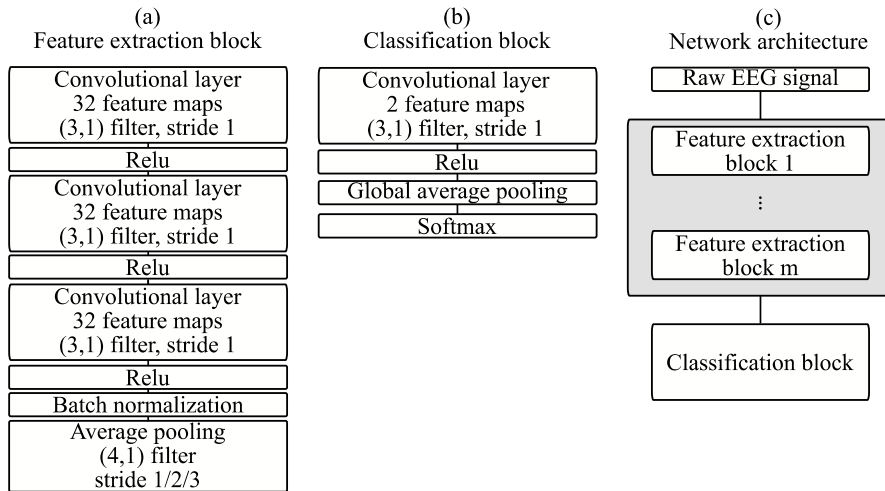 (a)
Feature extraction block
Convolutional layer
32 feature maps
(3,1) filter, stride 1
Relu
Convolutional layer
32 feature maps
(3,1) filter, stride 1
Relu
Convolutional layer
32 feature maps
(3,1) filter, stride 1
Relu
Batch normalization
Average pooling
(4,1) filter
stride 1/2/3
(b)
Classification block
Convolutional layer
2 feature maps
(3,1) filter, stride 1
Relu
Global average pooling
Softmax
(c)
Network architecture
Raw EEG signal
Feature extraction
block 1
...
Feature extraction
block m
Classification block